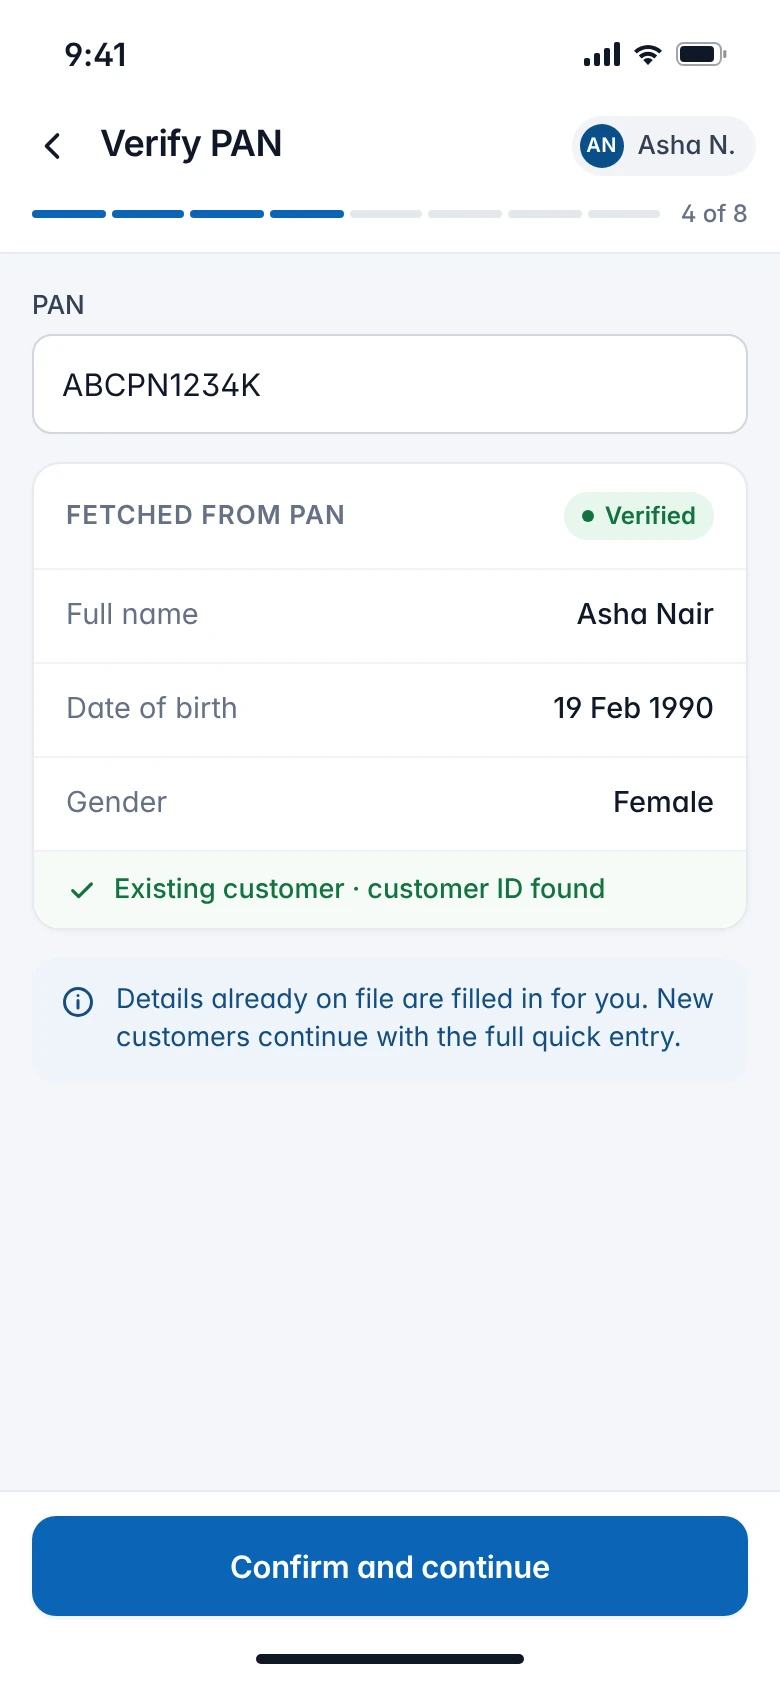 9:41
Verify PAN
AN Asha N.
4 of 8
PAN
ABCPN1234K
FETCHED FROM PAN
Verified
Full name
Asha Nair
Date of birth
19 Feb 1990
Gender
Female
Existing customer · customer ID found
Details already on file are filled in for you. New
customers continue with the full quick entry.
Confirm and continue